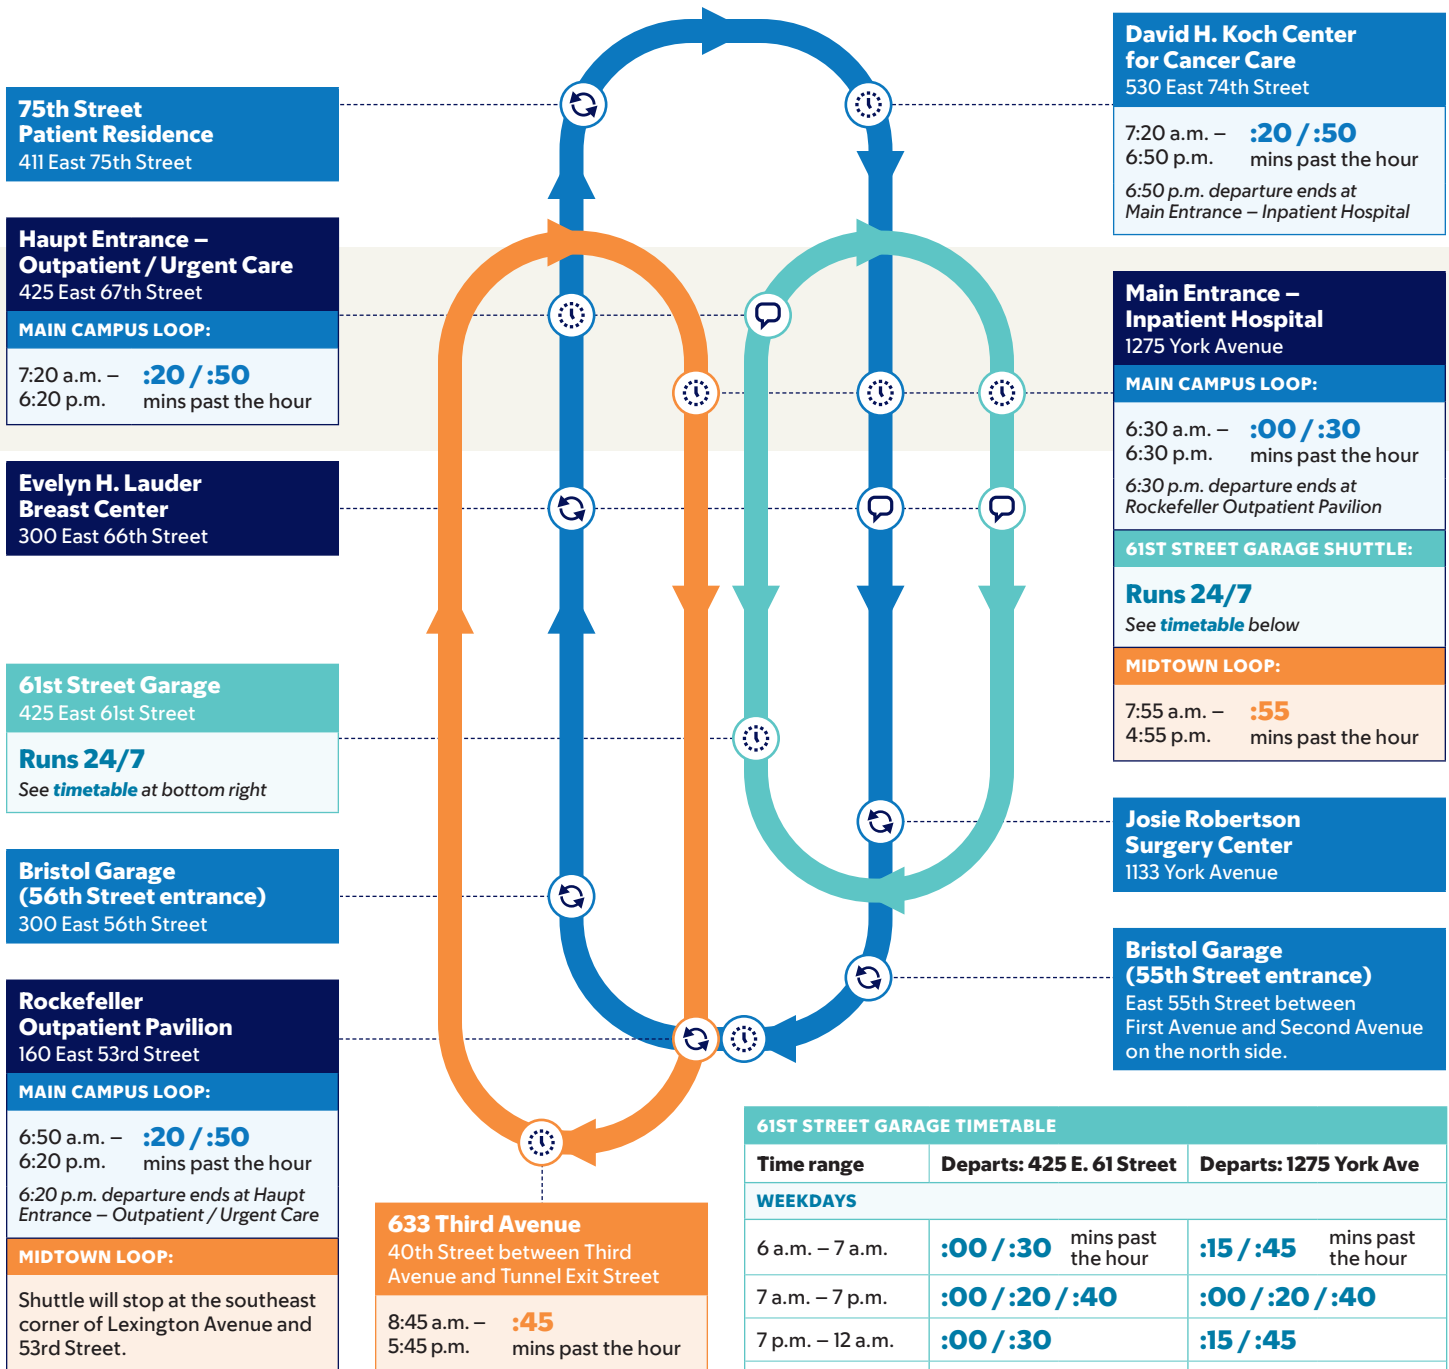 75th Street
Patient Residence
411 East 75th Street
Haupt Entrance –
Outpatient / Urgent Care
425 East 67th Street
MAIN CAMPUS LOOP:
7:20 a.m. – :20 / :50
6:20 p.m. mins past the hour
Evelyn H. Lauder
Breast Center
300 East 66th Street
61st Street Garage
425 East 61st Street
Runs 24/7
See timetable at bottom right
Bristol Garage
(56th Street entrance)
300 East 56th Street
Rockefeller
Outpatient Pavilion
160 East 53rd Street
MAIN CAMPUS LOOP:
6:50 a.m. – :20 / :50
6:20 p.m. mins past the hour
6:20 p.m. departure ends at Haupt
Entrance – Outpatient / Urgent Care
MIDTOWN LOOP:
Shuttle will stop at the southeast
corner of Lexington Avenue and
53rd Street.
633 Third Avenue
40th Street between Third
Avenue and Tunnel Exit Street
8:45 a.m. – :45
5:45 p.m. mins past the hour
David H. Koch Center
for Cancer Care
530 East 74th Street
7:20 a.m. – :20 / :50
6:50 p.m. mins past the hour
6:50 p.m. departure ends at
Main Entrance – Inpatient Hospital
Main Entrance –
Inpatient Hospital
1275 York Avenue
MAIN CAMPUS LOOP:
6:30 a.m. – :00 / :30
6:30 p.m. mins past the hour
6:30 p.m. departure ends at
Rockefeller Outpatient Pavilion
61ST STREET GARAGE SHUTTLE:
Runs 24/7
See timetable below
MIDTOWN LOOP:
7:55 a.m. – :55
4:55 p.m. mins past the hour
Josie Robertson
Surgery Center
1133 York Avenue
Bristol Garage
(55th Street entrance)
East 55th Street between
First Avenue and Second Avenue
on the north side.
61ST STREET GARAGE TIMETABLE
Time range Departs: 425 E. 61 Street Departs: 1275 York Ave
WEEKDAYS
6 a.m. – 7 a.m. :00 / :30 mins past the hour :15 / :45 mins past the hour
7 a.m. – 7 p.m. :00 / :20 / :40 :00 / :20 / :40
7 p.m. – 12 a.m. :00 / :30 :15 / :45